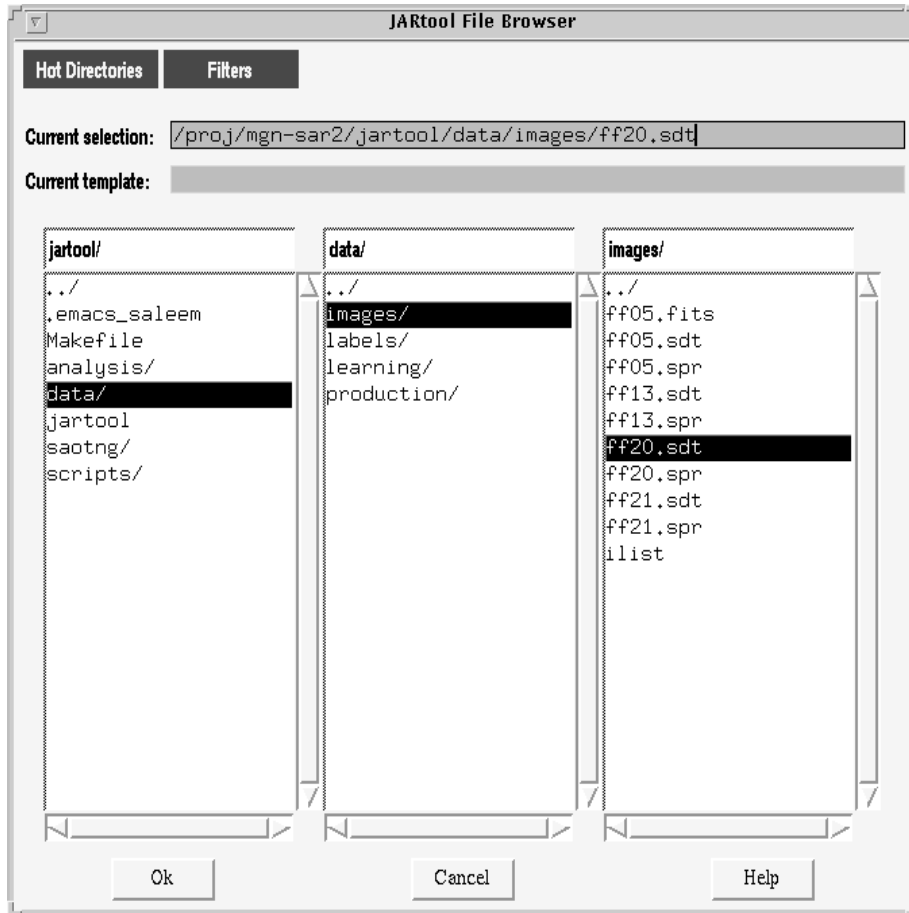 JARtool File Browser
Hot Directories Filters
Current selection: /proj/mgn-sar2/jartool/data/images/ff20.sdt
Current template:
jartool/
../
.emacs_saleem
Makefile
analysis/
data/
jartool
saotng/
scripts/
data/
../
images/
labels/
learning/
production/
images/
../
ff05.fits
ff05.sdt
ff05.spr
ff13.sdt
ff13.spr
ff20.sdt
ff20.spr
ff21.sdt
ff21.spr
ilist
Ok Cancel Help